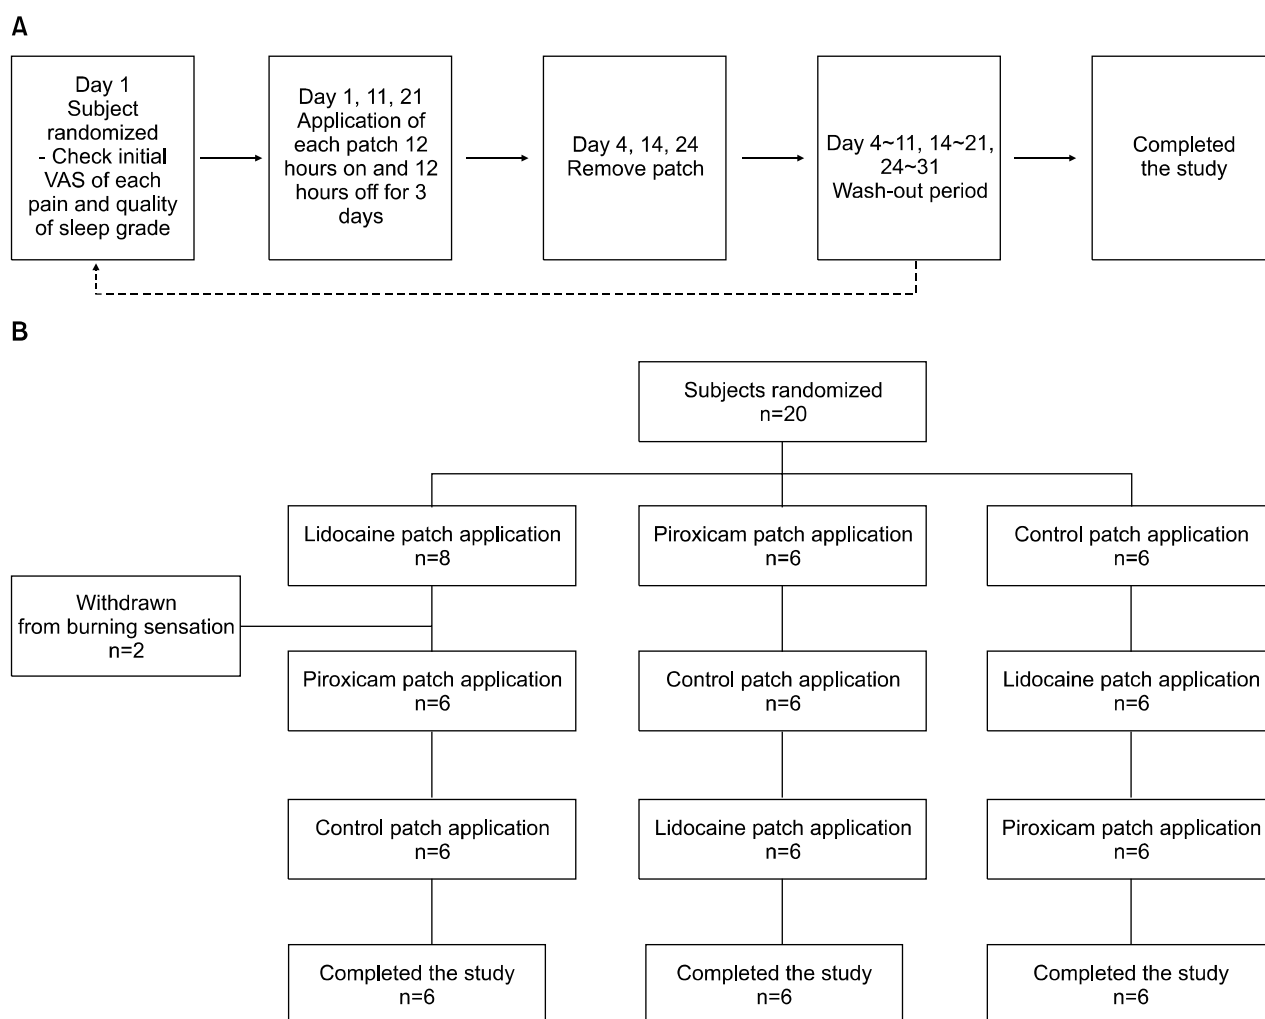 A
Day 1
Subject
randomized
- Check initial
VAS of each
pain and quality
of sleep grade
Day 1, 11, 21
Application of
each patch 12
hours on and 12
hours off for 3
days
Day 4, 14, 24
Remove patch
Day 4~11, 14~21,
24~31
Wash-out period
Completed
the study
B
Subjects randomized
n=20
Lidocaine patch application
n=8
Piroxicam patch application
n=6
Control patch application
n=6
Withdrawn
from burning sensation
n=2
Piroxicam patch application
n=6
Control patch application
n=6
Lidocaine patch application
n=6
Control patch application
n=6
Lidocaine patch application
n=6
Piroxicam patch application
n=6
Completed the study
n=6
Completed the study
n=6
Completed the study
n=6